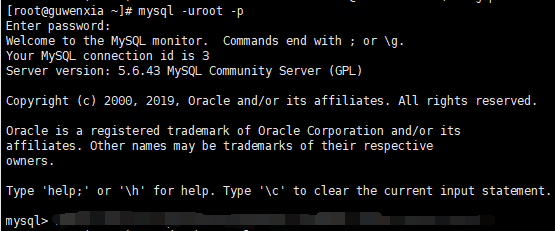 [root@guwenxia ~]# mysql -uroot -p
Enter password:
Welcome to the MySQL monitor.  Commands end with ; or \g.
Your MySQL connection id is 3
Server version: 5.6.43 MySQL Community Server (GPL)
Copyright (c) 2000, 2019, Oracle and/or its affiliates. All rights reserved.
Oracle is a registered trademark of Oracle Corporation and/or its
affiliates. Other names may be trademarks of their respective
owners.
Type 'help;' or '\h' for help. Type '\c' to clear the current input statement.
mysql>